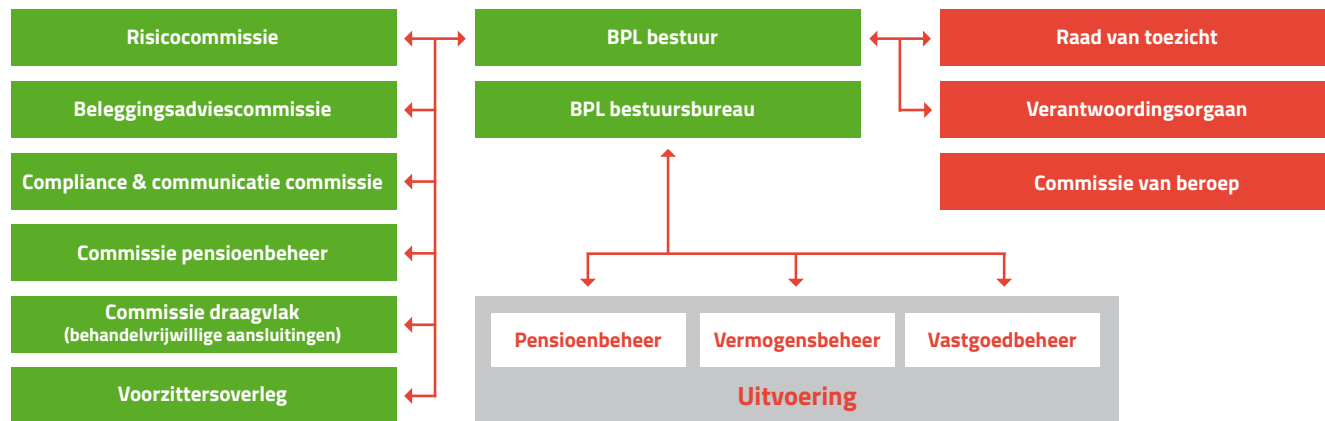 Risicocommissie
Beleggingsadviescommissie
Compliance & communicatie commissie
Commissie pensioenbeheer
Commissie draagvlak
(behandelvrijwillige aansluitingen)
Voorzittersoverleg
BPL bestuur
BPL bestuursbureau
Raad van toezicht
Verantwoordingsorgaan
Commissie van beroep
Pensioenbeheer
Vermogensbeheer
Vastgoedbeheer
Uitvoering